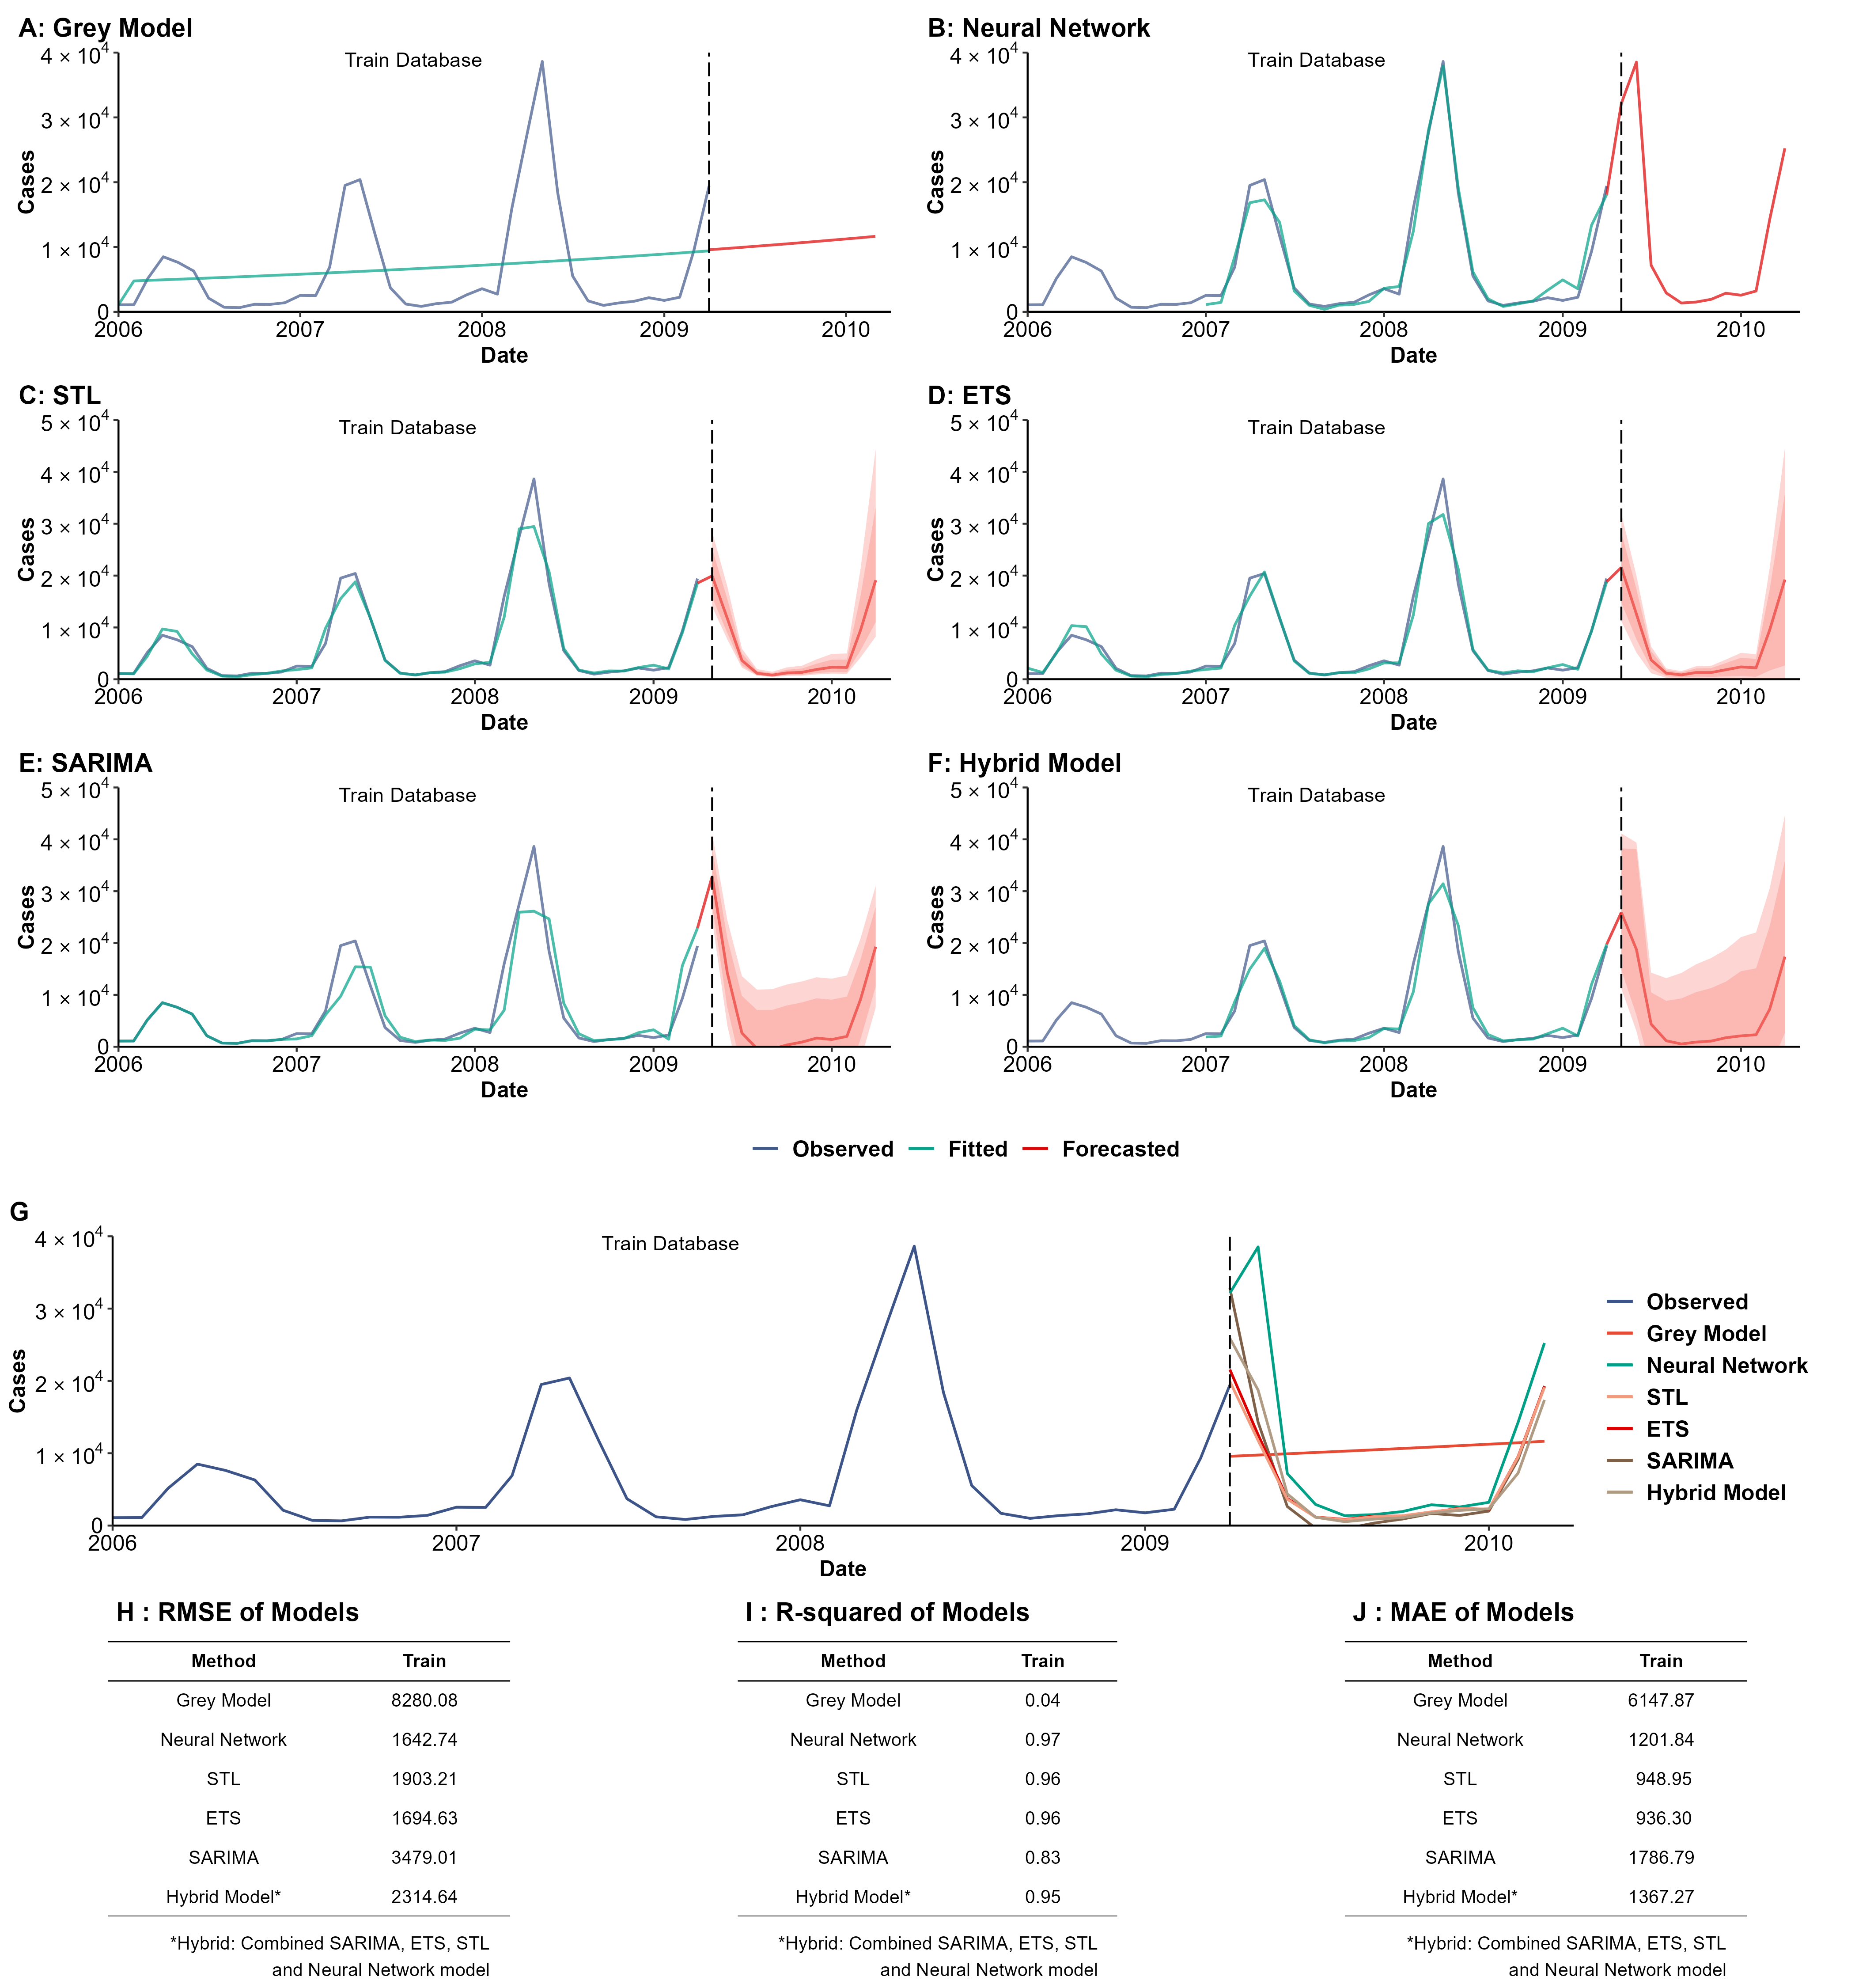 A: Grey Model
Train Database
4 × 10^4
3 × 10^4
2 × 10^4
1 × 10^4
0
Cases
2006 2007 2008 2009 2010
Date
B: Neural Network
Train Database
4 × 10^4
3 × 10^4
2 × 10^4
1 × 10^4
0
Cases
2006 2007 2008 2009 2010
Date
C: STL
Train Database
5 × 10^4
4 × 10^4
3 × 10^4
2 × 10^4
1 × 10^4
0
Cases
2006 2007 2008 2009 2010
Date
D: ETS
Train Database
5 × 10^4
4 × 10^4
3 × 10^4
2 × 10^4
1 × 10^4
0
Cases
2006 2007 2008 2009 2010
Date
E: SARIMA
Train Database
5 × 10^4
4 × 10^4
3 × 10^4
2 × 10^4
1 × 10^4
0
Cases
2006 2007 2008 2009 2010
Date
F: Hybrid Model
Train Database
5 × 10^4
4 × 10^4
3 × 10^4
2 × 10^4
1 × 10^4
0
Cases
2006 2007 2008 2009 2010
Date
Observed Fitted Forecasted
G
Train Database
4 × 10^4
3 × 10^4
2 × 10^4
1 × 10^4
0
Cases
2006 2007 2008 2009 2010
Date
Observed
Grey Model
Neural Network
STL
ETS
SARIMA
Hybrid Model
H : RMSE of Models
Method Train
Grey Model 8280.08
Neural Network 1642.74
STL 1903.21
ETS 1694.63
SARIMA 3479.01
Hybrid Model* 2314.64
*Hybrid: Combined SARIMA, ETS, STL
and Neural Network model
I : R-squared of Models
Method Train
Grey Model 0.04
Neural Network 0.97
STL 0.96
ETS 0.96
SARIMA 0.83
Hybrid Model* 0.95
*Hybrid: Combined SARIMA, ETS, STL
and Neural Network model
J : MAE of Models
Method Train
Grey Model 6147.87
Neural Network 1201.84
STL 948.95
ETS 936.30
SARIMA 1786.79
Hybrid Model* 1367.27
*Hybrid: Combined SARIMA, ETS, STL
and Neural Network model